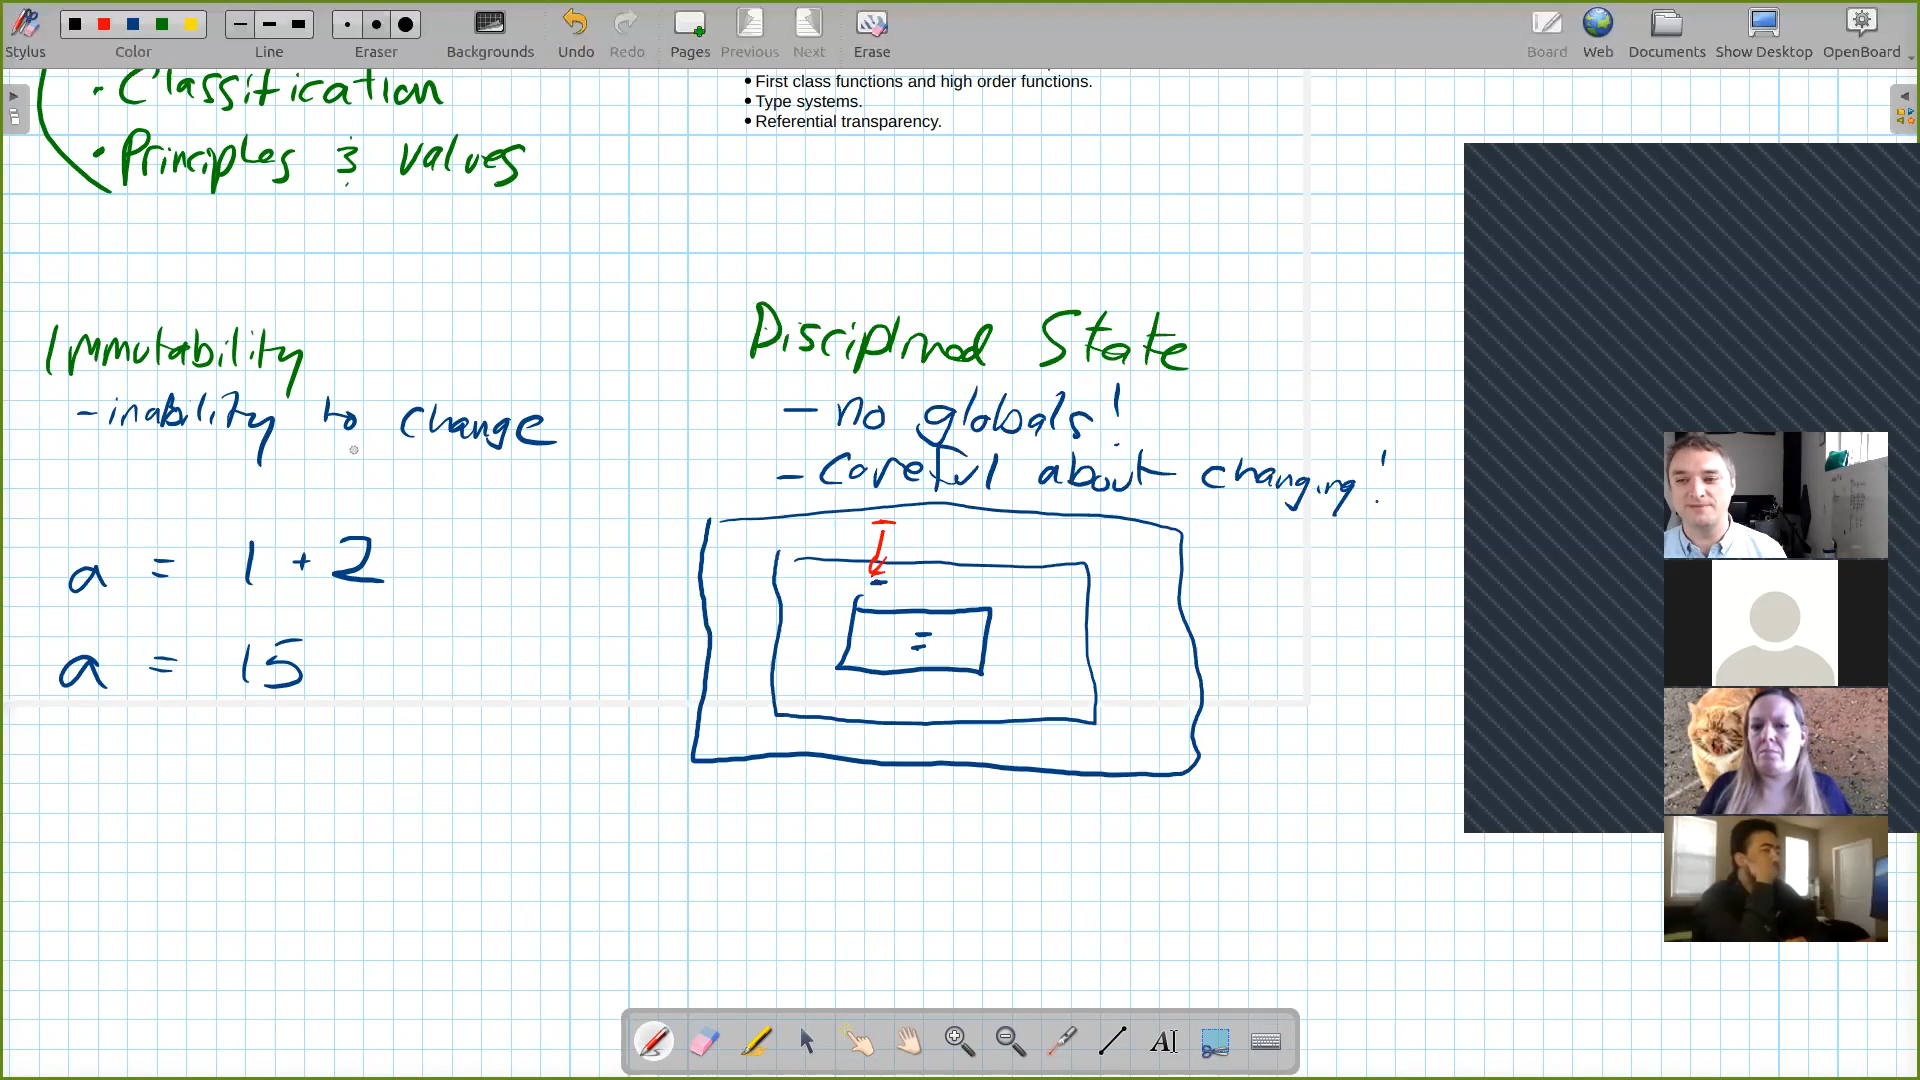 Stylus Color Line Eraser Backgrounds Undo Redo Pages Previous Next Erase Board Web Documents Show Desktop OpenBoard
• Classification
• Principles & values
• First class functions and high order functions.
• Type systems.
• Referential transparency.
Immutability
- inability to change
a = 1 + 2
a = 15
Disciplined State
- no globals!
- Careful about changing!